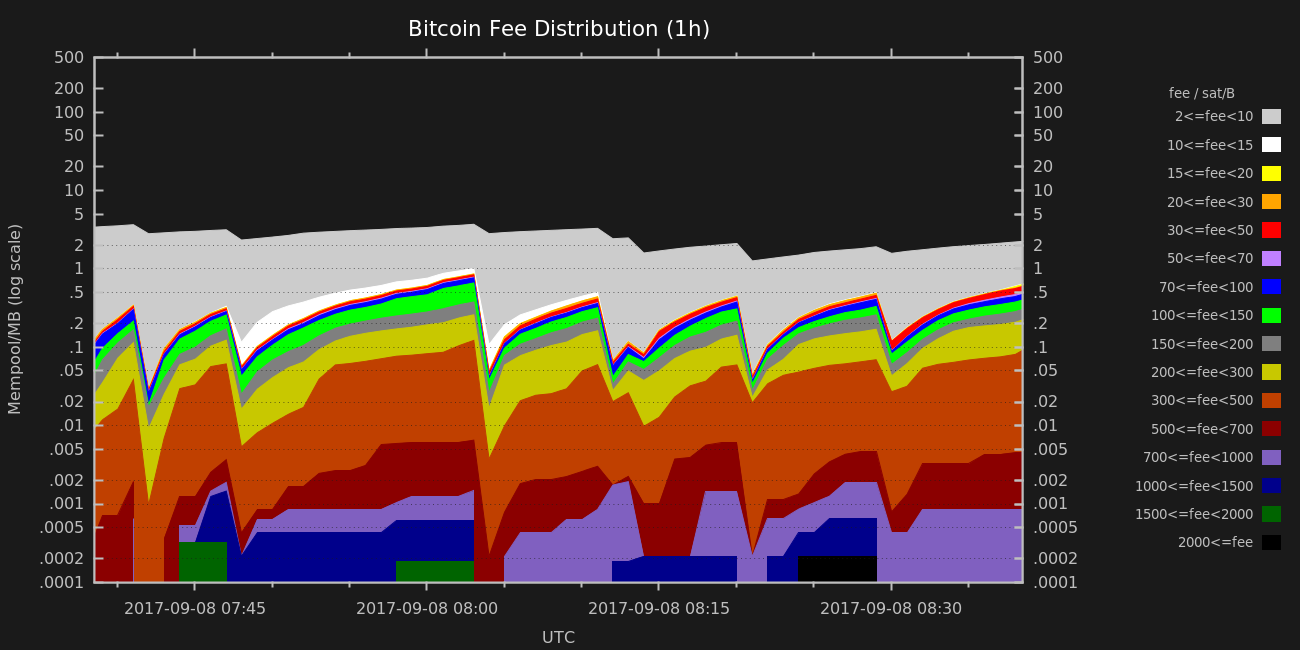 Bitcoin Fee Distribution (1h)
500 500
200 200
100 100
50 50
20 20
10 10
5 5
2 2
1 1
.5 .5
.2 .2
.1 .1
.05 .05
.02 .02
.01 .01
.005 .005
.002 .002
.001 .001
.0005 .0005
.0002 .0002
.0001 .0001
Mempool/MB (log scale)
2017-09-08 07:45 2017-09-08 08:00 2017-09-08 08:15 2017-09-08 08:30
UTC
fee / sat/B
2<=fee<10
10<=fee<15
15<=fee<20
20<=fee<30
30<=fee<50
50<=fee<70
70<=fee<100
100<=fee<150
150<=fee<200
200<=fee<300
300<=fee<500
500<=fee<700
700<=fee<1000
1000<=fee<1500
1500<=fee<2000
2000<=fee